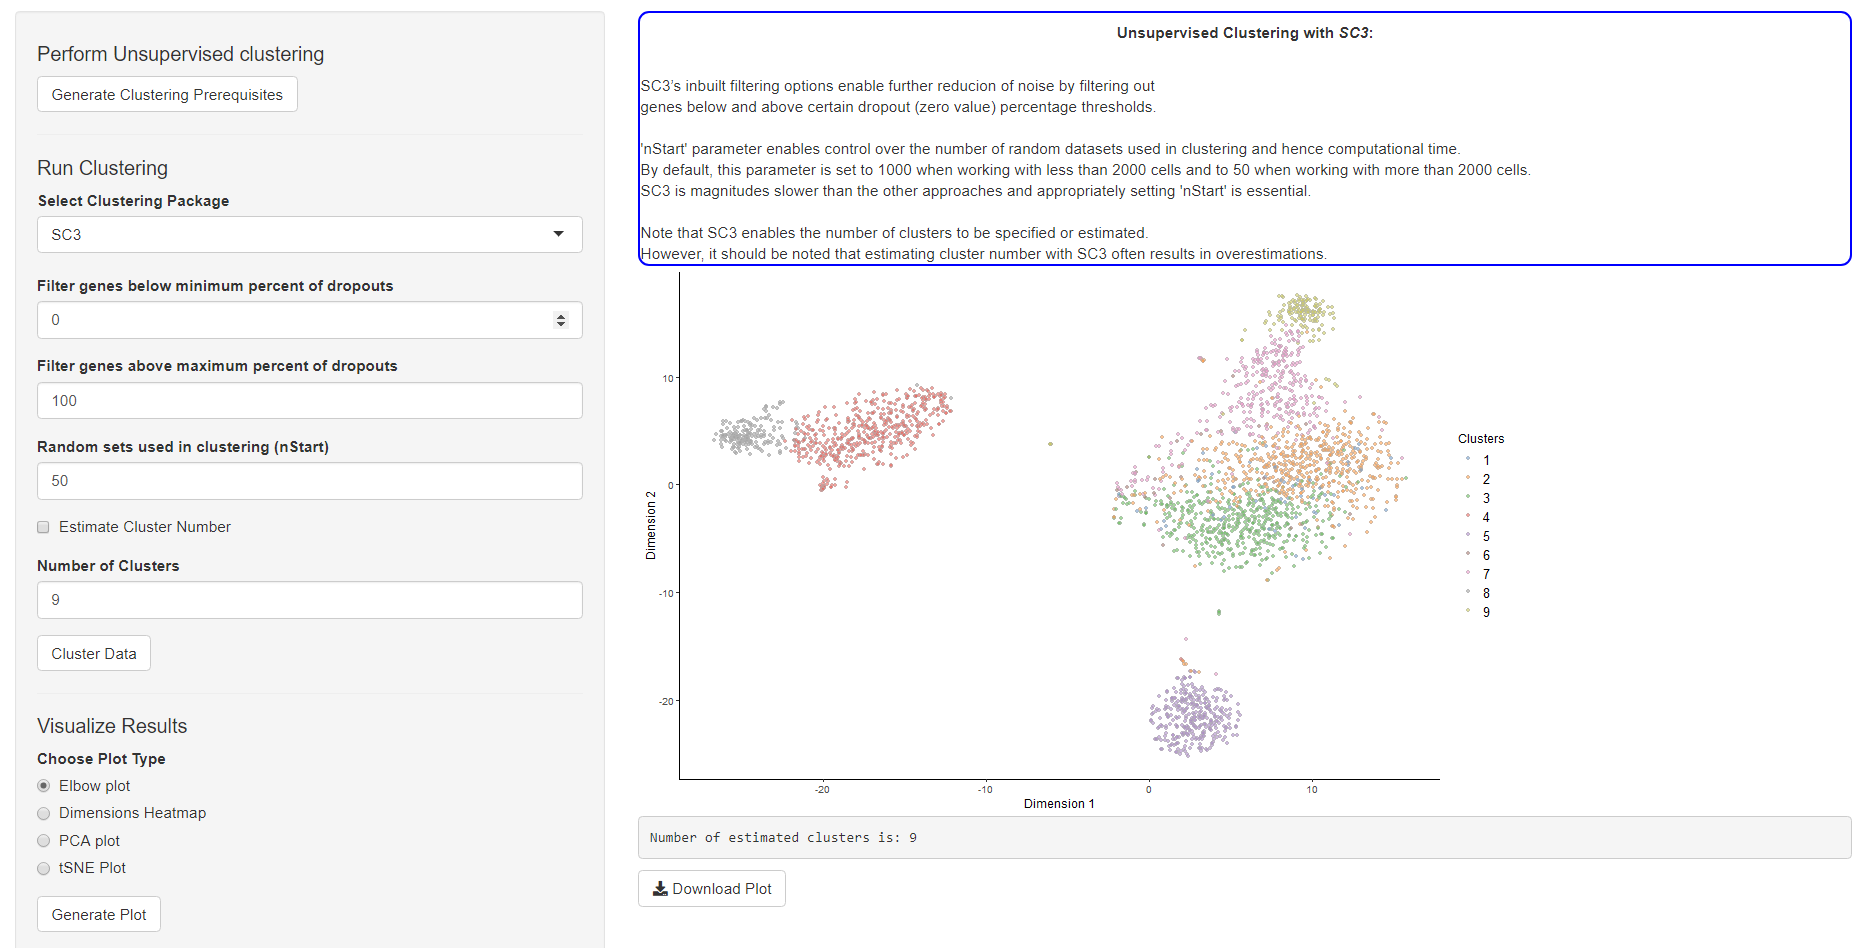 Perform Unsupervised clustering
Generate Clustering Prerequisites
Run Clustering
Select Clustering Package
SC3
Filter genes below minimum percent of dropouts
0
Filter genes above maximum percent of dropouts
100
Random sets used in clustering (nStart)
50
Estimate Cluster Number
Number of Clusters
9
Cluster Data
Visualize Results
Choose Plot Type
Elbow plot
Dimensions Heatmap
PCA plot
tSNE Plot
Generate Plot
Unsupervised Clustering with SC3:
SC3's inbuilt filtering options enable further reducion of noise by filtering out
genes below and above certain dropout (zero value) percentage thresholds.
'nStart' parameter enables control over the number of random datasets used in clustering and hence computational time.
By default, this parameter is set to 1000 when working with less than 2000 cells and to 50 when working with more than 2000 cells.
SC3 is magnitudes slower than the other approaches and appropriately setting 'nStart' is essential.
Note that SC3 enables the number of clusters to be specified or estimated.
However, it should be noted that estimating cluster number with SC3 often results in overestimations.
10
0
-10
-20
Dimension 2
-20
-10
0
10
Dimension 1
Clusters
1
2
3
4
5
6
7
8
9
Number of estimated clusters is: 9
Download Plot